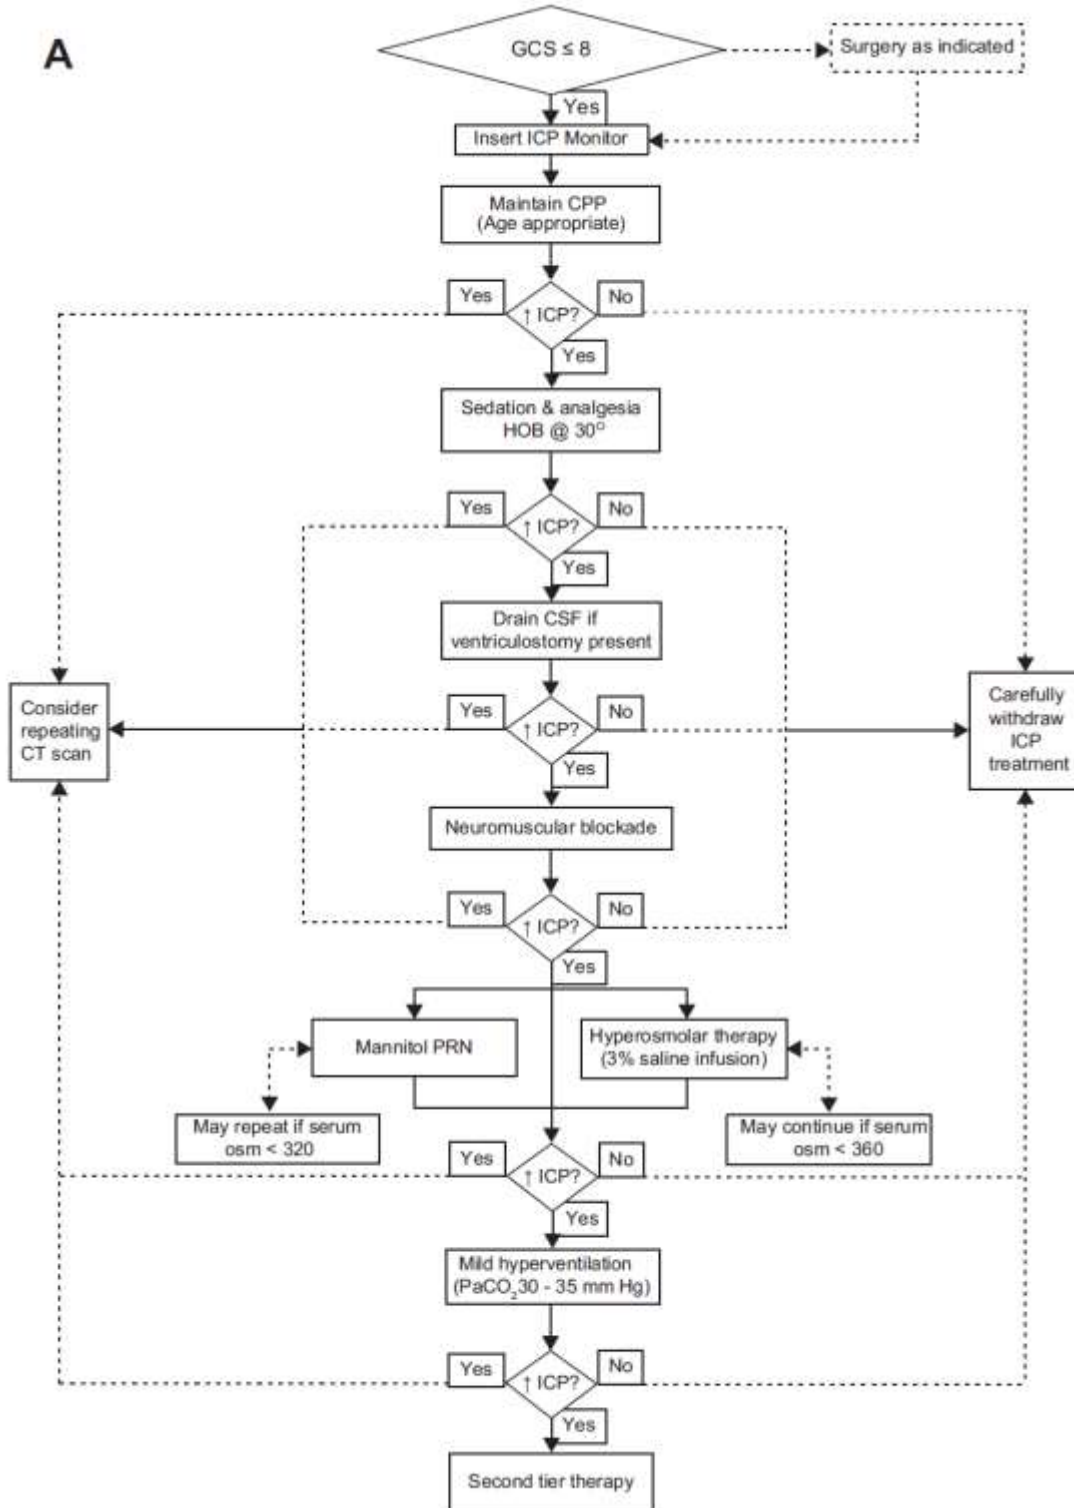 A
GCS ≤ 8
Surgery as indicated
Yes
Insert ICP Monitor
Maintain CPP
(Age appropriate)
Yes
No
↑ ICP?
Yes
Sedation & analgesia
HOB @ 30°
Yes
No
↑ ICP?
Yes
Drain CSF if
ventriculostomy present
Consider
repeating
CT scan
Yes
No
↑ ICP?
Yes
Carefully
withdraw
ICP
treatment
Neuromuscular blockade
Yes
No
↑ ICP?
Yes
Mannitol PRN
Hyperosmolar therapy
(3% saline infusion)
May repeat if serum
osm < 320
May continue if serum
osm < 360
Yes
No
↑ ICP?
Yes
Mild hyperventilation
(PaCO₂30 - 35 mm Hg)
Yes
No
↑ ICP?
Yes
Second tier therapy